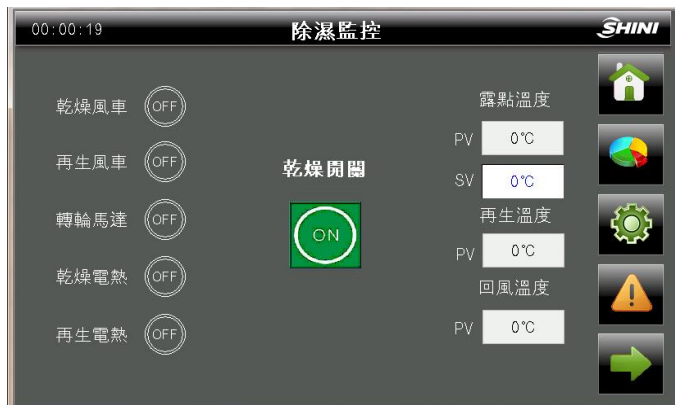 00:00:19 除濕監控 SHINI
乾燥風車 OFF
再生風車 OFF
轉輪馬達 OFF
乾燥電熱 OFF
再生電熱 OFF
乾燥開關
ON
露點溫度
PV 0℃
SV 0℃
再生溫度
PV 0℃
回風溫度
PV 0℃